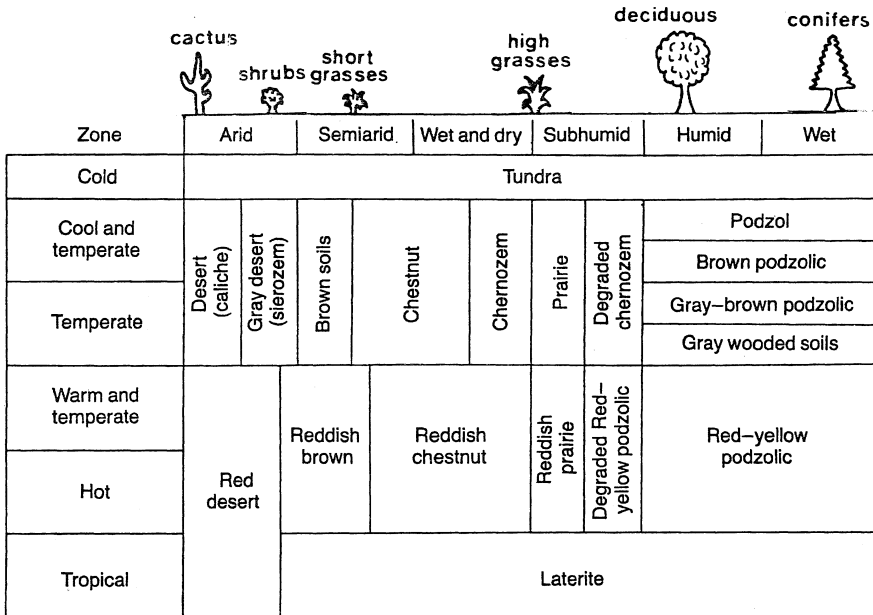 cactus
shrubs
short
grasses
high
grasses
deciduous
conifers
Zone
Arid
Semiarid
Wet and dry
Subhumid
Humid
Wet
Cold
Tundra
Cool and
temperate
Temperate
Desert
(caliche)
Gray desert
(sierozem)
Brown soils
Chestnut
Chernozem
Prairie
Degraded
chernozem
Podzol
Brown podzolic
Gray–brown podzolic
Gray wooded soils
Warm and
temperate
Hot
Tropical
Red
desert
Reddish
brown
Reddish
chestnut
Reddish
prairie
Degraded Red–
yellow podzolic
Red–yellow
podzolic
Laterite